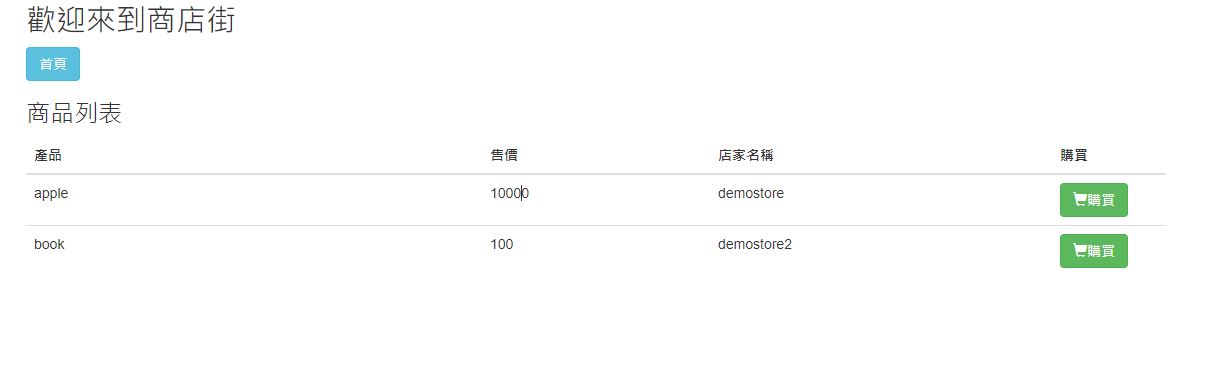 歡迎來到商店街
首頁
商品列表
產品 售價 店家名稱 購買
apple 10000 demostore 購買
book 100 demostore2 購買